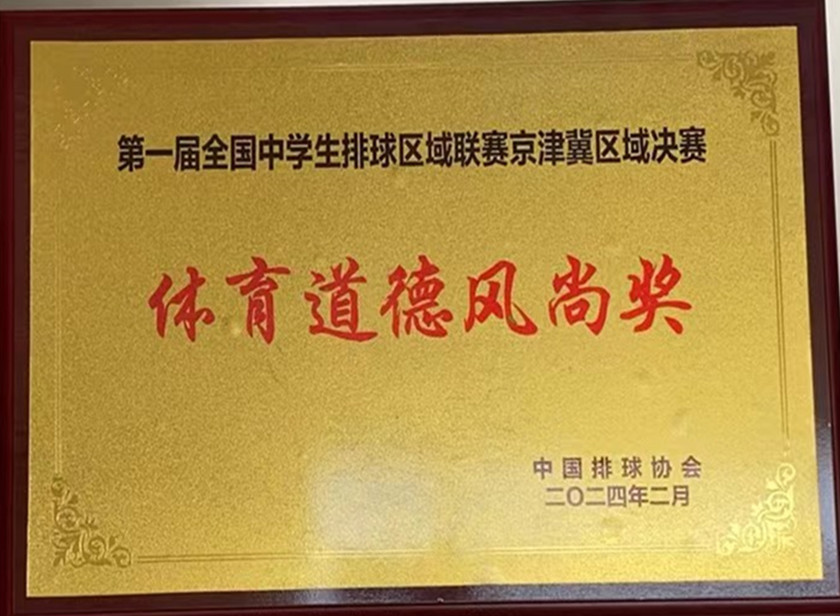 第一届全国中学生排球区域联赛京津冀区域决赛
体育道德风尚奖
中国排球协会
二〇二四年二月